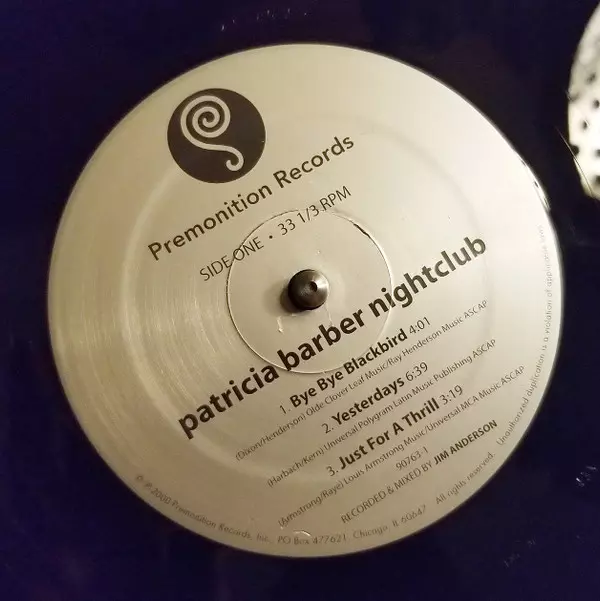 Premonition Records
SIDE ONE • 33 1/3 RPM
patricia barber nightclub
1. Bye Bye Blackbird 4:01
(Dixon/Henderson) Olde Clover Leaf Music/Ray Henderson Music ASCAP
2. Yesterdays 6:39
(Harbach/Kern) Universal Polygram Latin Music Publishing ASCAP
3. Just For A Thrill 3:19
(Armstrong/Raye) Louis Armstrong Music/Universal MCA Music ASCAP
90763-1
RECORDED & MIXED BY JIM ANDERSON
© ℗ 2000 Premonition Records, Inc., PO Box 477621, Chicago, Il 60647 All rights reserved. Unauthorized duplication is a violation of applicable laws.